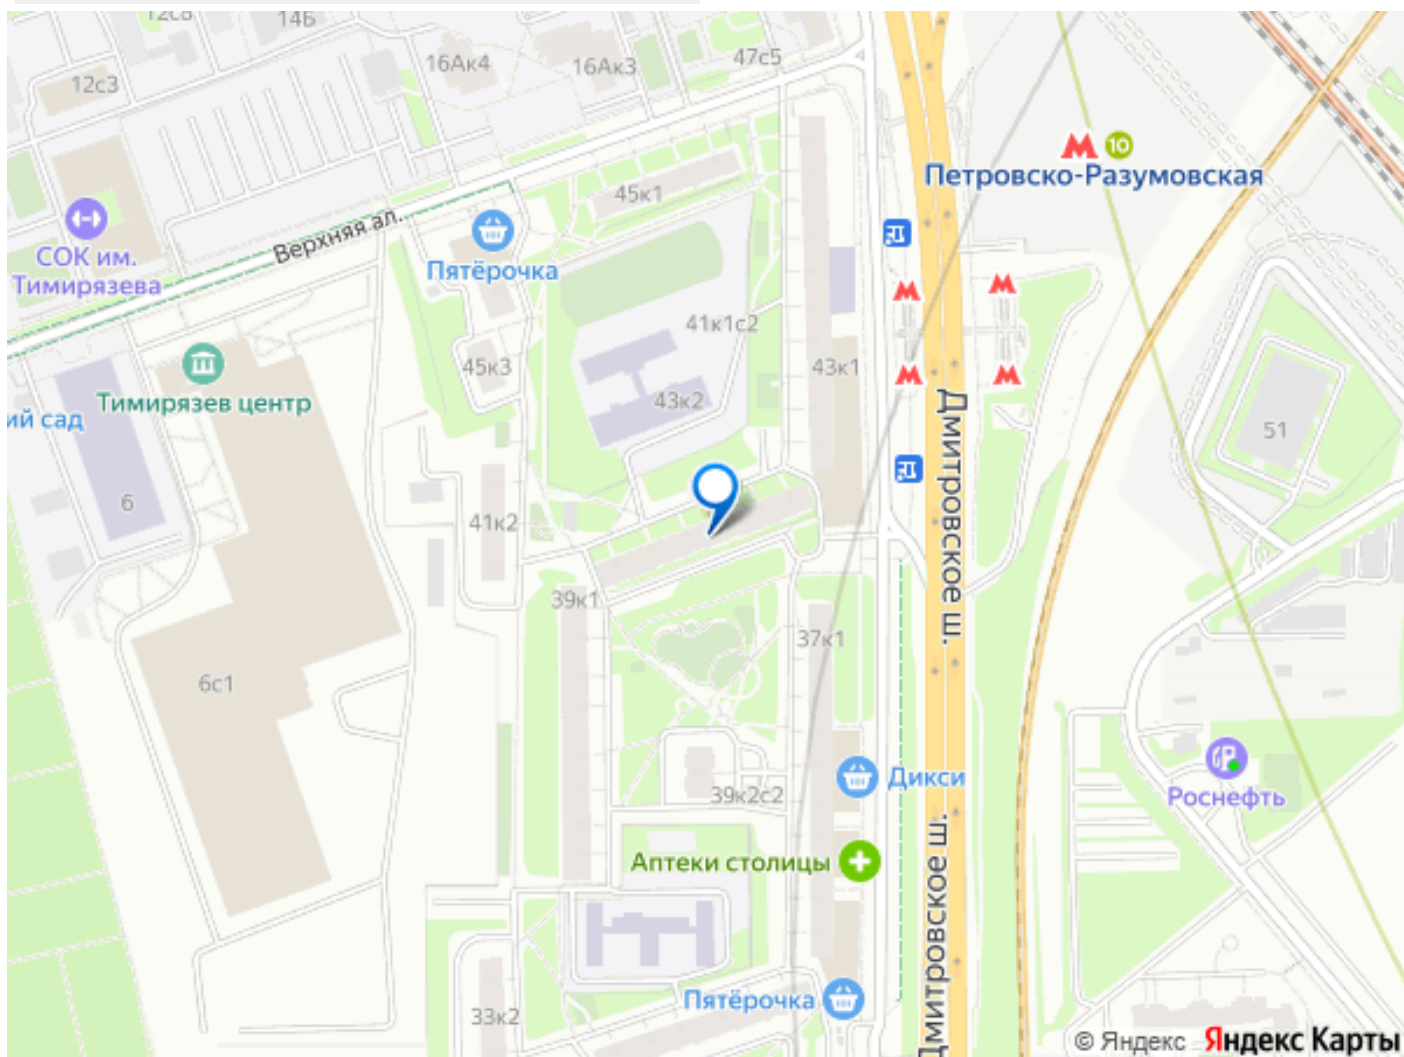 12с8
14Б
47с5
16Ак4
16Ак3
12с3
10
Петровско-Разумовская
45к1
Верхняя ал.
СОК им.
Тимирязева
Пятёрочка
41к1с2
45к3
43к1
Тимирязев центр
43к2
ий сад
51
Дмитровское ш.
6
41к2
39к1
37к1
6с1
Дикси
39к2с2
Роснефть
Аптеки столицы
Дмитровское ш.
Пятёрочка
33к2
© Яндекс Яндекс Карты